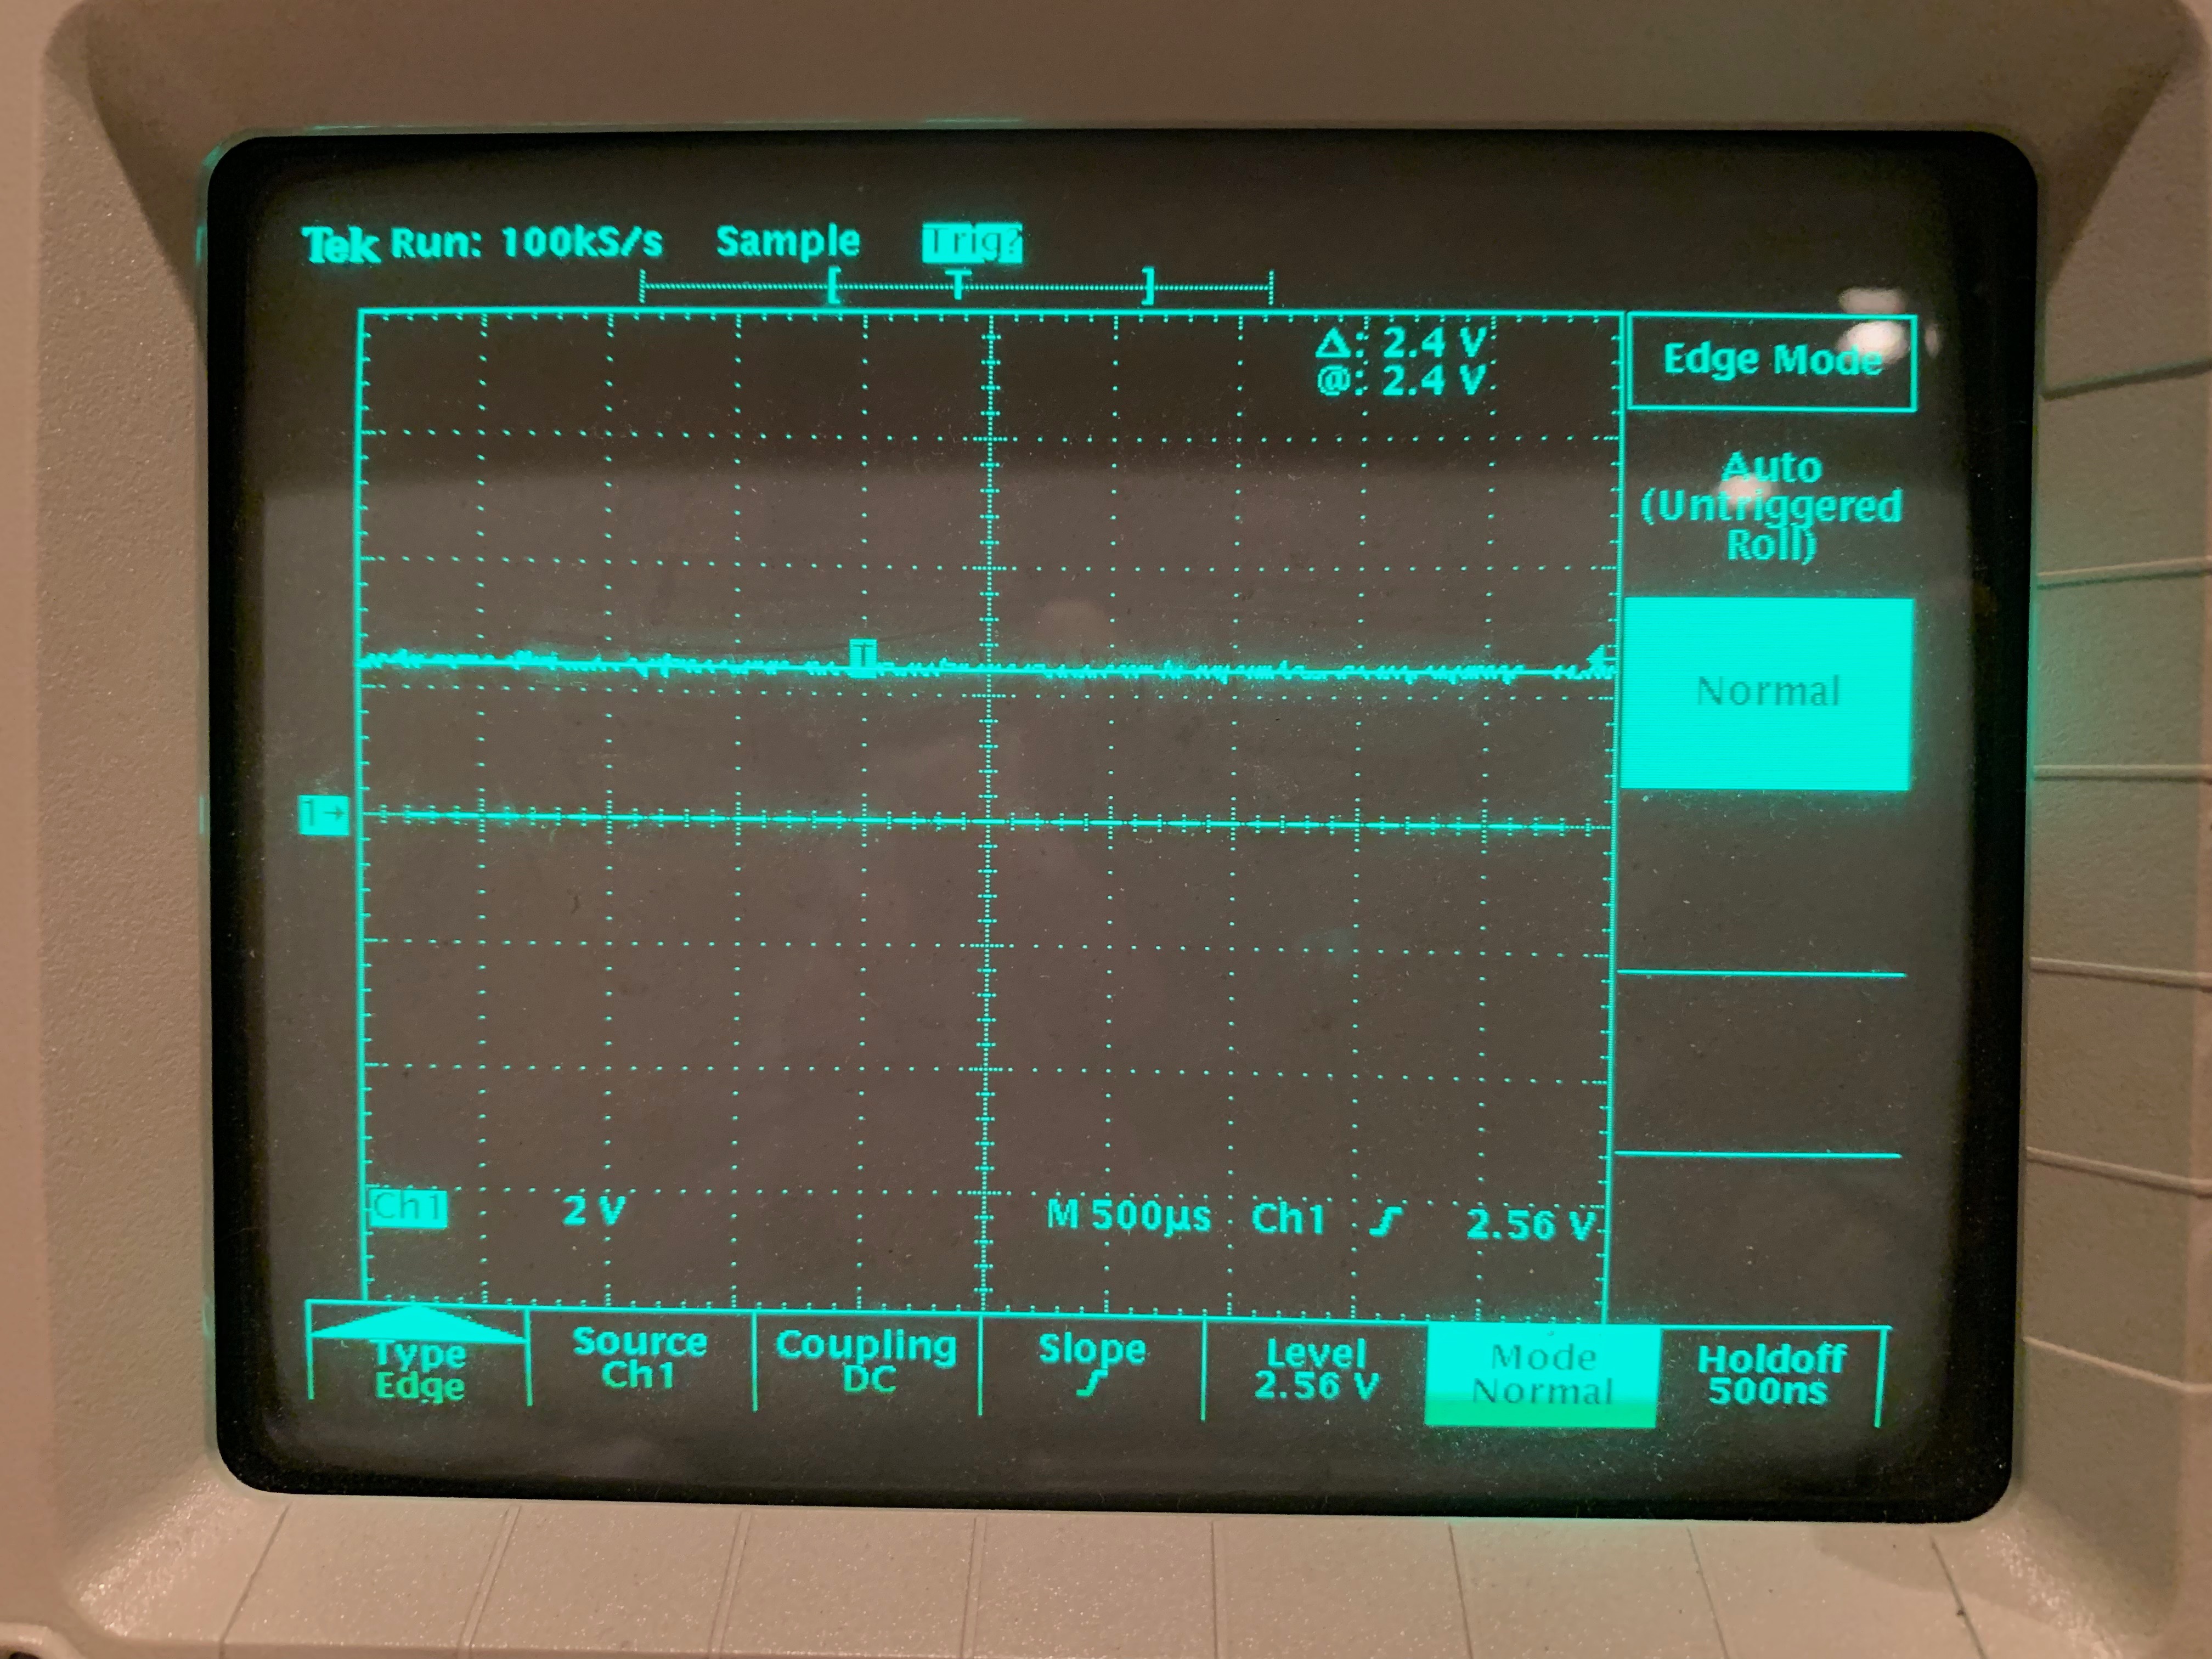 Tek Run: 100kS/s Sample Trig?
Δ: 2.4 V
@: 2.4 V
Edge Mode
Auto
(Untriggered
Roll)
T
Normal
1→
Ch1 2 V M 500µs Ch1 2.56 V
Type
Edge
Source
Ch1
Coupling
DC
Slope
Level
2.56 V
Mode
Normal
Holdoff
500ns